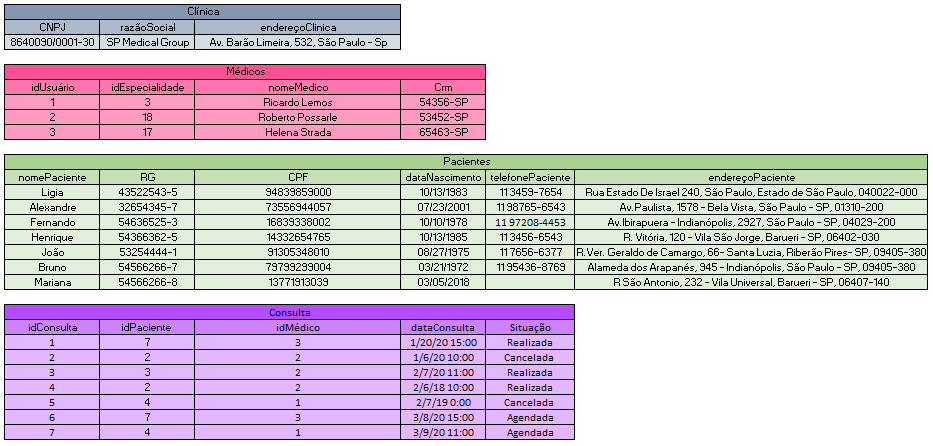 Clínica
CNPJ razãoSocial endereçoClinica
8640090/0001-30 SP Medical Group Av. Barão Limeira, 532, São Paulo - Sp
Médicos
idUsuário idEspecialidade nomeMedico Crm
1 3 Ricardo Lemos 54356-SP
2 18 Roberto Possarle 53452-SP
3 17 Helena Strada 65463-SP
Pacientes
nomePaciente RG CPF dataNascimento telefonePaciente endereçoPaciente
Ligia 43522543-5 94839859000 10/13/1983 113459-7654 Rua Estado De Israel 240, São Paulo, Estado de São Paulo, 040022-000
Alexandre 32654345-7 73556944057 07/23/2001 1198765-6543 Av. Paulista, 1578 - Bela Vista, São Paulo - SP, 01310-200
Fernando 54636525-3 16839338002 10/10/1978 11 97208-4453 Av.Ibirapuera - Indianópolis, 2927, São Paulo - SP, 04029-200
Henrique 54366362-5 14332654765 10/13/1985 113456-6543 R. Vitória, 120 - Vila São Jorge, Barueri - SP, 06402-030
João 53254444-1 91305348010 08/27/1975 117656-6377 R.Ver. Geraldo de Camargo, 66- Santa Luzia, Riberão Pires- SP, 09405-380
Bruno 54566266-7 79799299004 03/21/1972 1195436-8769 Alameda dos Arapanés, 945 - Indianópolis, São Paulo - SP, 09405-380
Mariana 54566266-8 13771913039 03/05/2018 R São Antonio, 232 - Vila Universal, Barueri - SP, 06407-140
Consulta
idConsulta idPaciente idMédico dataConsulta Situação
1 7 3 1/20/20 15:00 Realizada
2 2 2 1/6/20 10:00 Cancelada
3 3 2 2/7/20 11:00 Realizada
4 2 2 2/6/18 10:00 Realizada
5 4 1 2/7/19 0:00 Cancelada
6 7 3 3/8/20 15:00 Agendada
7 4 1 3/9/20 11:00 Agendada